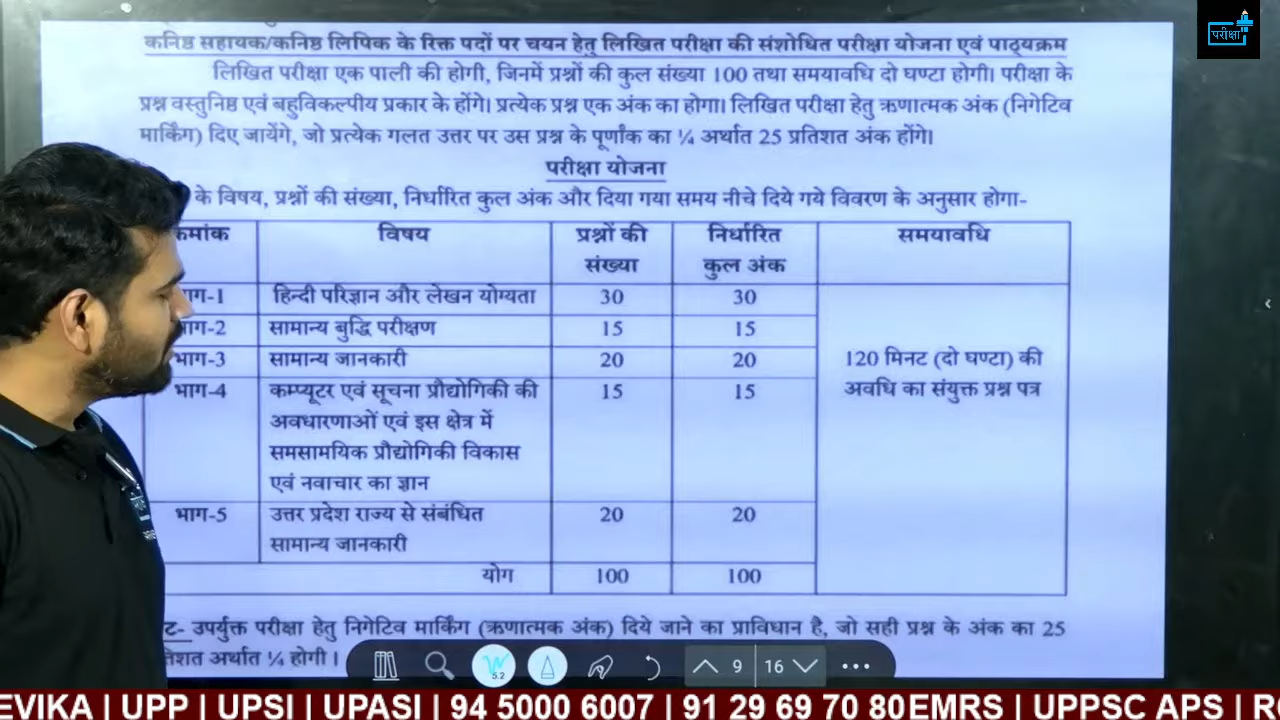 परीक्षा
कनिष्ठ सहायक/कनिष्ठ लिपिक के रिक्त पदों पर चयन हेतु लिखित परीक्षा की संशोधित परीक्षा योजना एवं पाठ्यक्रम
लिखित परीक्षा एक पाली की होगी, जिनमें प्रश्नों की कुल संख्या 100 तथा समयावधि दो घण्टा होगी। परीक्षा के
प्रश्न वस्तुनिष्ठ एवं बहुविकल्पीय प्रकार के होंगे। प्रत्येक प्रश्न एक अंक का होगा। लिखित परीक्षा हेतु ऋणात्मक अंक (निगेटिव
मार्किंग) दिए जायेंगे, जो प्रत्येक गलत उत्तर पर उस प्रश्न के पूर्णांक का ¼ अर्थात 25 प्रतिशत अंक होंगे।
परीक्षा योजना
के विषय, प्रश्नों की संख्या, निर्धारित कुल अंक और दिया गया समय नीचे दिये गये विवरण के अनुसार होगा-
क्रमांक विषय प्रश्नों की संख्या निर्धारित कुल अंक समयावधि
भाग-1 हिन्दी परिज्ञान और लेखन योग्यता 30 30
भाग-2 सामान्य बुद्धि परीक्षण 15 15
भाग-3 सामान्य जानकारी 20 20 120 मिनट (दो घण्टा) की
भाग-4 कम्प्यूटर एवं सूचना प्रौद्योगिकी की 15 15 अवधि का संयुक्त प्रश्न पत्र
अवधारणाओं एवं इस क्षेत्र में
समसामयिक प्रौद्योगिकी विकास
एवं नवाचार का ज्ञान
भाग-5 उत्तर प्रदेश राज्य से संबंधित 20 20
सामान्य जानकारी
योग 100 100
ट- उपर्युक्त परीक्षा हेतु निगेटिव मार्किंग (ऋणात्मक अंक) दिये जाने का प्राविधान है, जो सही प्रश्न के अंक का 25
तिशत अर्थात ¼ होगी।
5.2 9 16
EVIKA | UPP | UPSI | UPASI | 94 5000 6007 | 91 29 69 70 80EMRS | UPPSC APS | RO